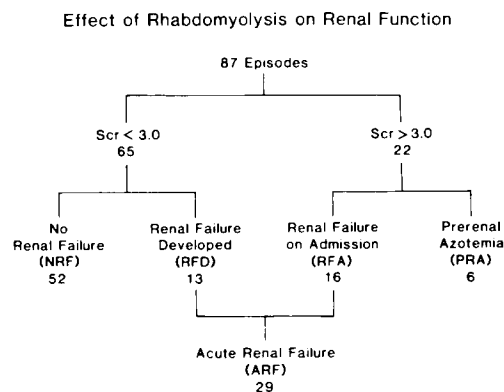 Effect of Rhabdomyolysis on Renal Function
87 Episodes
Scr < 3.0
65
Scr > 3.0
22
No
Renal Failure
(NRF)
52
Renal Failure
Developed
(RFD)
13
Renal Failure
on Admission
(RFA)
16
Prerenal
Azotemia
(PRA)
6
Acute Renal Failure
(ARF)
29